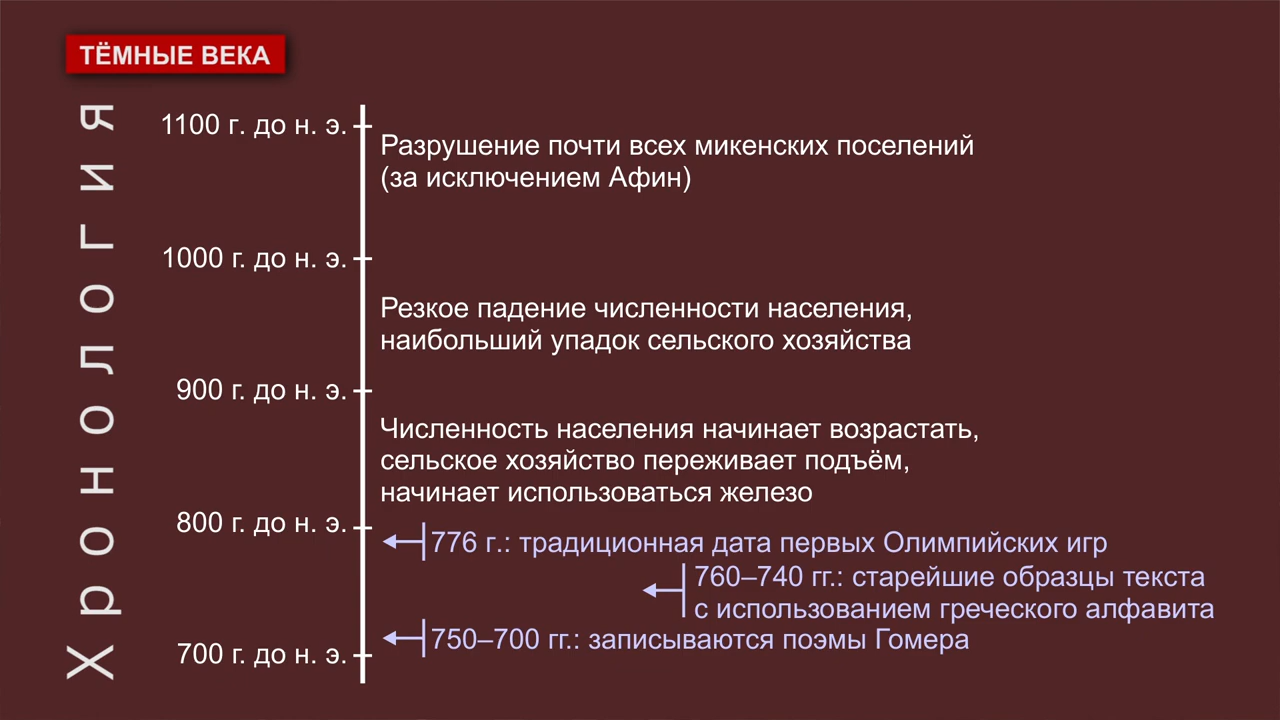 ТЁМНЫЕ ВЕКА
Хронология
1100 г. до н. э.
Разрушение почти всех микенских поселений
(за исключением Афин)
1000 г. до н. э.
Резкое падение численности населения,
наибольший упадок сельского хозяйства
900 г. до н. э.
Численность населения начинает возрастать,
сельское хозяйство переживает подъём,
начинает использоваться железо
800 г. до н. э.
776 г.: традиционная дата первых Олимпийских игр
760–740 гг.: старейшие образцы текста
с использованием греческого алфавита
750–700 гг.: записываются поэмы Гомера
700 г. до н. э.